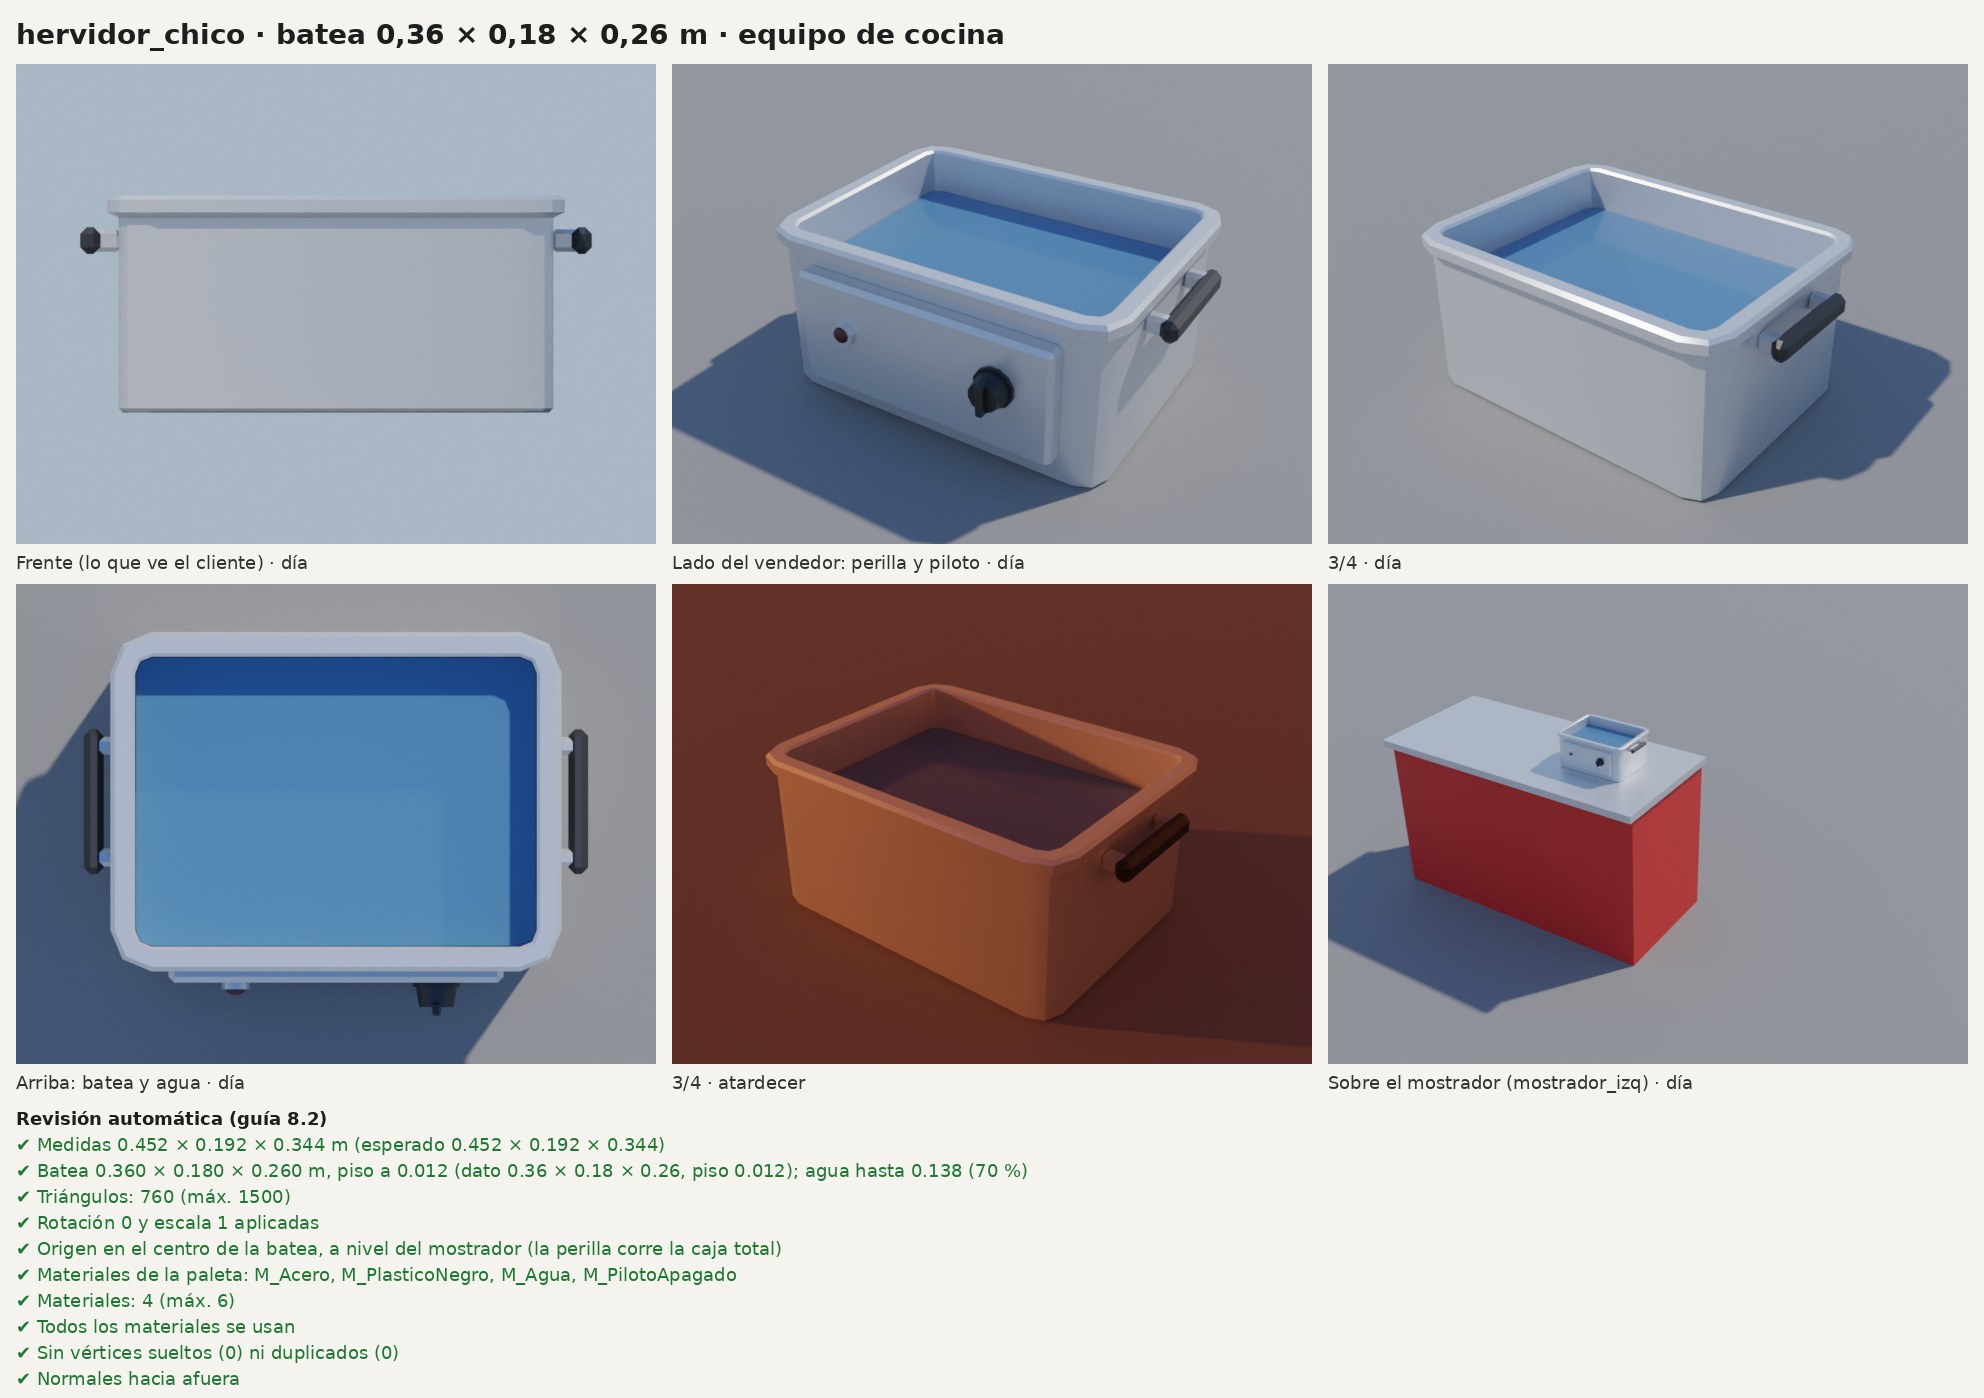 hervidor_chico · batea 0,36 × 0,18 × 0,26 m · equipo de cocina
Frente (lo que ve el cliente) · día
Lado del vendedor: perilla y piloto · día
3/4 · día
Arriba: batea y agua · día
3/4 · atardecer
Sobre el mostrador (mostrador_izq) · día
Revisión automática (guía 8.2)
✔ Medidas 0.452 × 0.192 × 0.344 m (esperado 0.452 × 0.192 × 0.344)
✔ Batea 0.360 × 0.180 × 0.260 m, piso a 0.012 (dato 0.36 × 0.18 × 0.26, piso 0.012); agua hasta 0.138 (70 %)
✔ Triángulos: 760 (máx. 1500)
✔ Rotación 0 y escala 1 aplicadas
✔ Origen en el centro de la batea, a nivel del mostrador (la perilla corre la caja total)
✔ Materiales de la paleta: M_Acero, M_PlasticoNegro, M_Agua, M_PilotoApagado
✔ Materiales: 4 (máx. 6)
✔ Todos los materiales se usan
✔ Sin vértices sueltos (0) ni duplicados (0)
✔ Normales hacia afuera